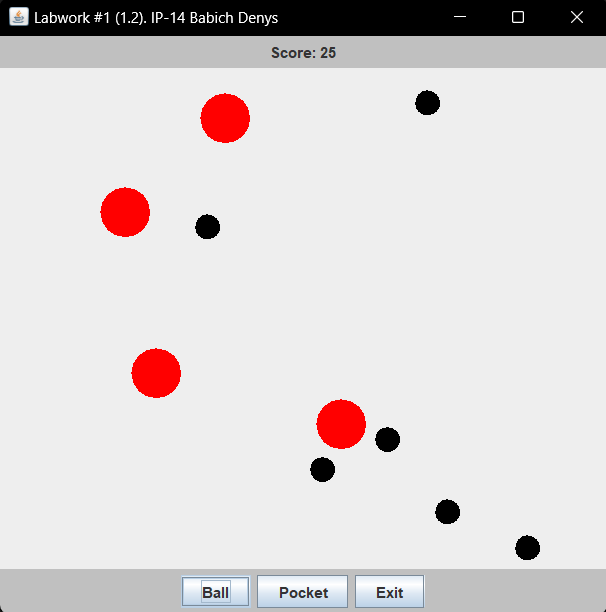 Labwork #1 (1.2). IP-14 Babich Denys
Score: 25
Ball Pocket Exit